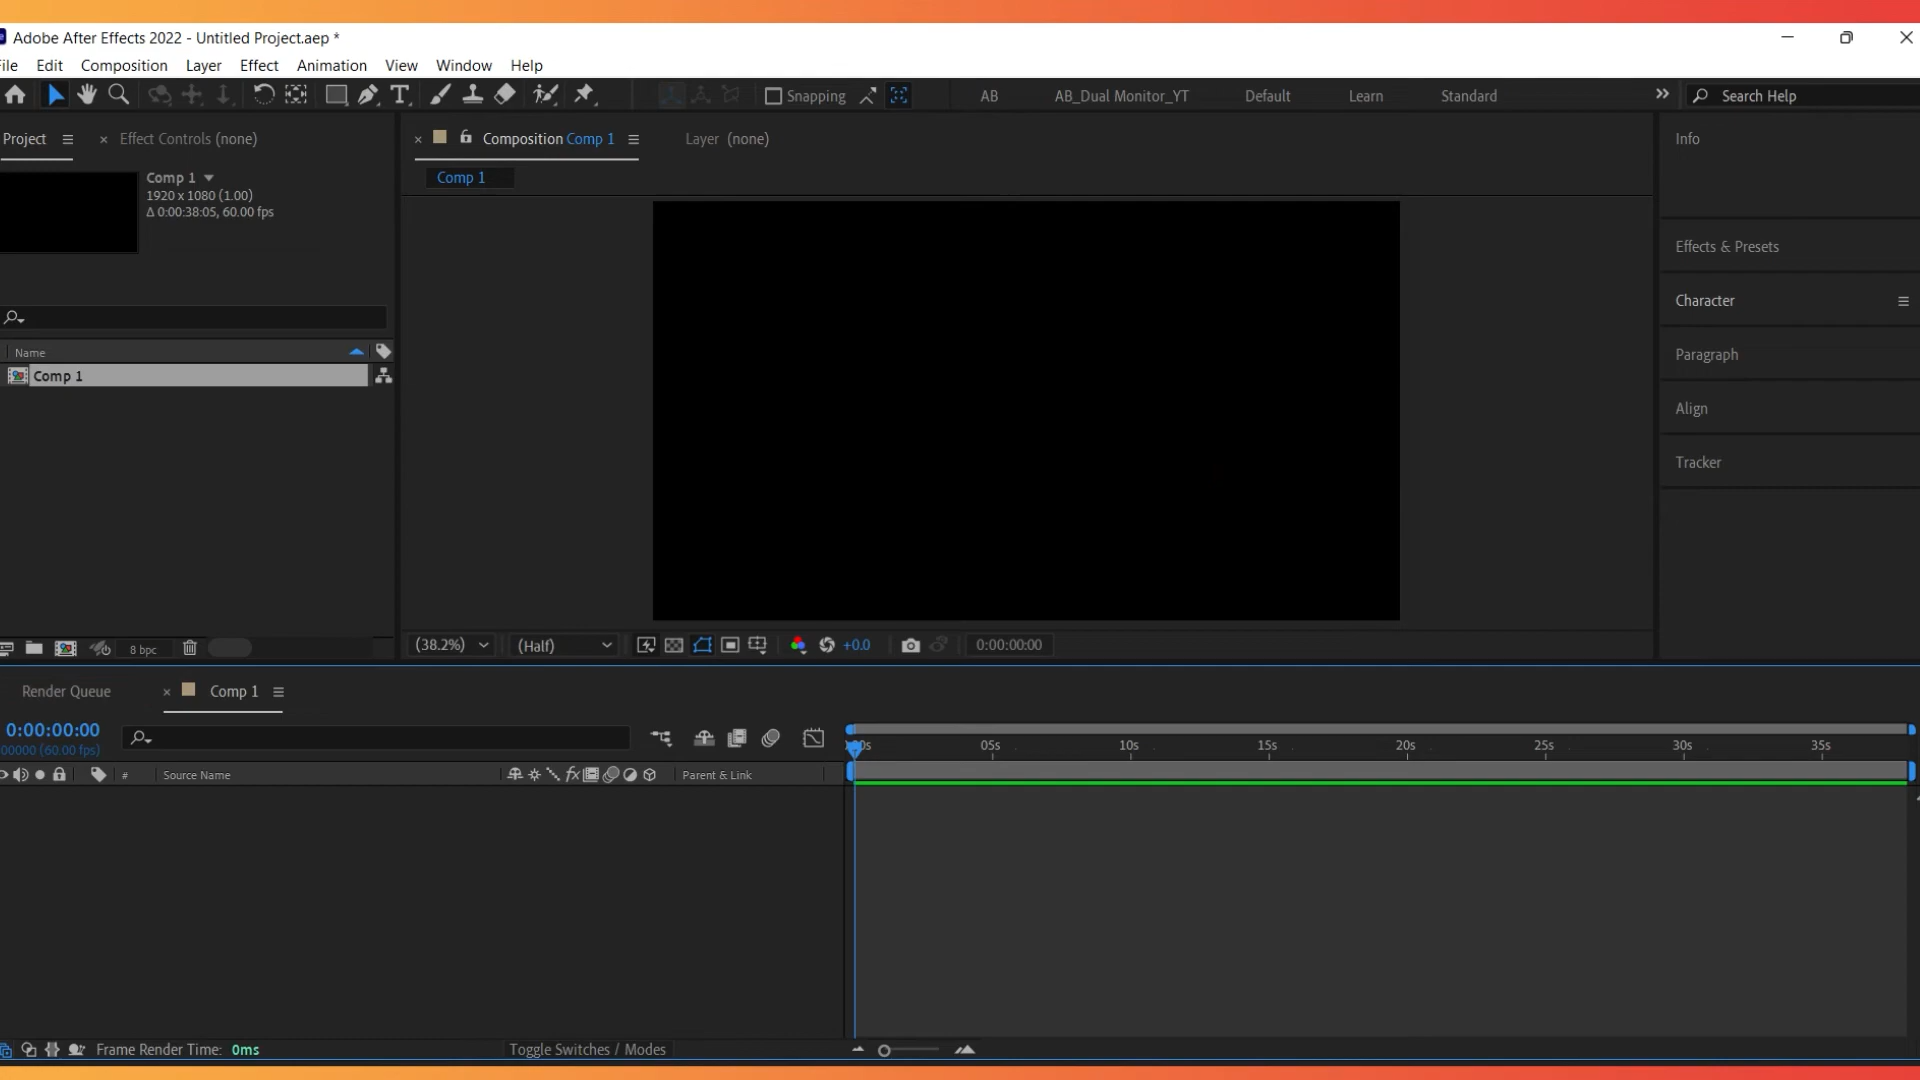 Adobe After Effects 2022 - Untitled Project.aep *
ile Edit Composition Layer Effect Animation View Window Help
Snapping AB AB_Dual Monitor_YT Default Learn Standard Search Help
Project Effect Controls (none) Composition Comp 1 Layer (none) Info
Comp 1 Comp 1
1920 x 1080 (1.00)
Δ 0:00:38:05, 60.00 fps
Effects & Presets
Character
Name
Paragraph
Comp 1
Align
Tracker
8 bpc (38.2%) (Half) +0.0 0:00:00:00
Render Queue Comp 1
0:00:00:00
00000 (60.00 fps) 05s 10s 15s 20s 25s 30s 35s
# Source Name fx Parent & Link
Frame Render Time: 0ms Toggle Switches / Modes